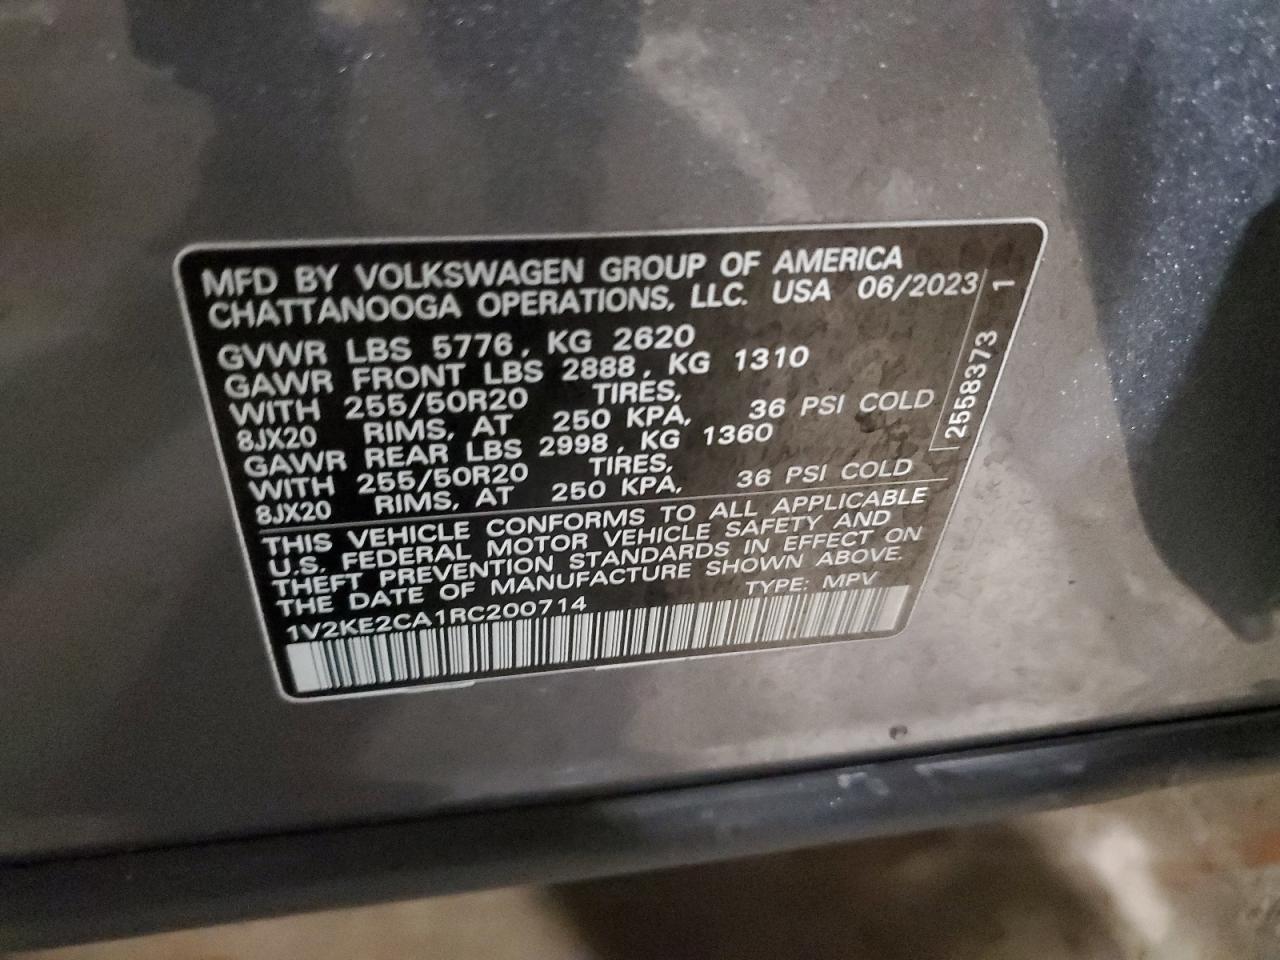 MFD BY VOLKSWAGEN GROUP OF AMERICA
CHATTANOOGA OPERATIONS, LLC. USA 06/2023
GVWR LBS 5776, KG 2620
GAWR FRONT LBS 2888, KG 1310
WITH 255/50R20 TIRES,
8JX20 RIMS, AT 250 KPA, 36 PSI COLD
GAWR REAR LBS 2998, KG 1360
WITH 255/50R20 TIRES,
8JX20 RIMS, AT 250 KPA, 36 PSI COLD
THIS VEHICLE CONFORMS TO ALL APPLICABLE
U.S. FEDERAL MOTOR VEHICLE SAFETY AND
THEFT PREVENTION STANDARDS IN EFFECT ON
THE DATE OF MANUFACTURE SHOWN ABOVE.
1V2KE2CA1RC200714 TYPE: MPV
2558373 1